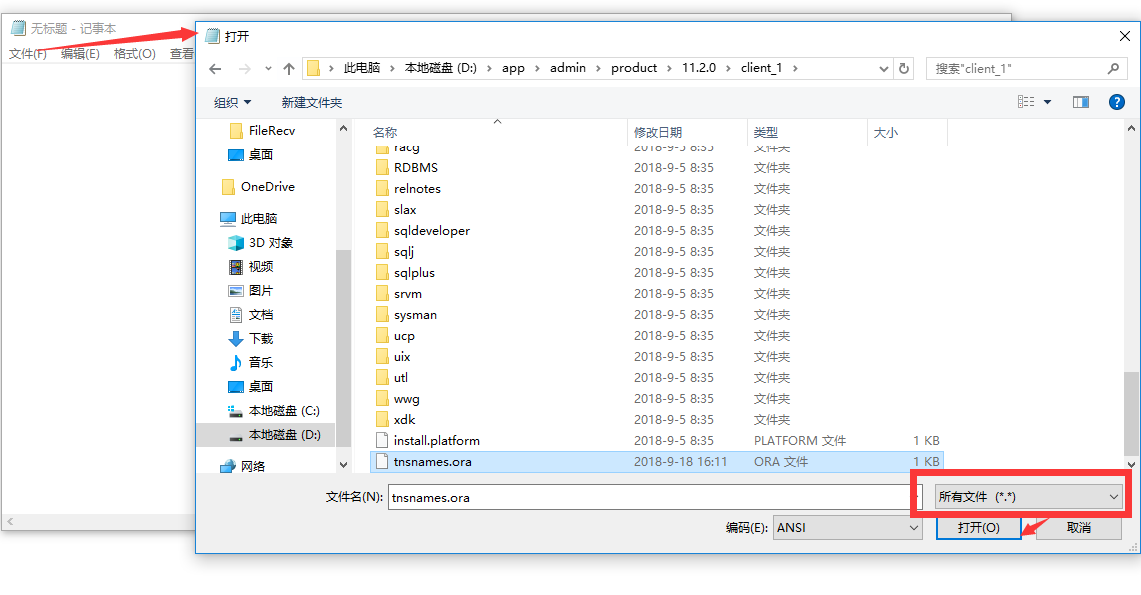 无标题 - 记事本
文件(F) 编辑(E) 格式(O) 查看
打开
此电脑 本地磁盘 (D:) app admin product 11.2.0 client_1
搜索"client_1"
组织 新建文件夹
FileRecv
桌面
OneDrive
此电脑
3D 对象
视频
图片
文档
下载
音乐
桌面
本地磁盘 (C:)
本地磁盘 (D:)
网络
名称 修改日期 类型 大小
racg 2018-9-5 8:35 文件夹
RDBMS 2018-9-5 8:35 文件夹
relnotes 2018-9-5 8:35 文件夹
slax 2018-9-5 8:35 文件夹
sqldeveloper 2018-9-5 8:35 文件夹
sqlj 2018-9-5 8:35 文件夹
sqlplus 2018-9-5 8:35 文件夹
srvm 2018-9-5 8:35 文件夹
sysman 2018-9-5 8:35 文件夹
ucp 2018-9-5 8:35 文件夹
uix 2018-9-5 8:35 文件夹
utl 2018-9-5 8:35 文件夹
wwg 2018-9-5 8:35 文件夹
xdk 2018-9-5 8:35 文件夹
install.platform 2018-9-5 8:35 PLATFORM 文件 1 KB
tnsnames.ora 2018-9-18 16:11 ORA 文件 1 KB
文件名(N): tnsnames.ora 所有文件 (*.*)
编码(E): ANSI 打开(O) 取消